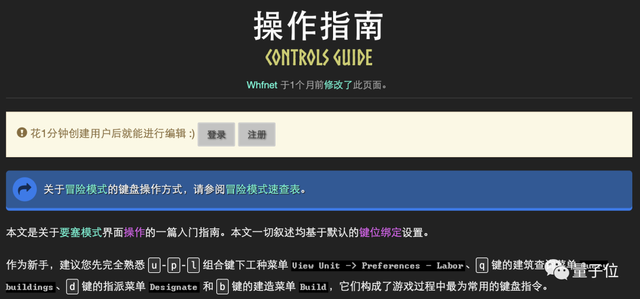 操作指南
CONTROLS GUIDE
Whfnet 于1个月前修改了此页面。
花1分钟创建用户后就能进行编辑 :) 登录 注册
关于冒险模式的键盘操作方式，请参阅冒险模式速查表。
本文是关于要塞模式界面操作的一篇入门指南。本文一切叙述均基于默认的键位绑定设置。
作为新手，建议您先完全熟悉 u-p-l 组合键下工种菜单 View Unit -> Preferences - Labor、q 键的建筑查 菜单
buildings、d 键的指派菜单 Designate 和 b 键的建造菜单 Build，它们构成了游戏过程中最为常用的键盘指令。
量子位